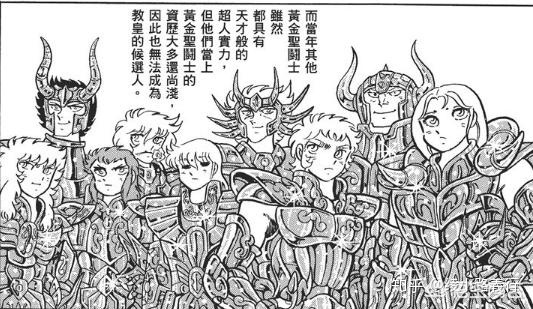 而當年其他
黃金聖鬪士
雖然
都具有
天才般的
超人實力，
但他們當上
黃金聖鬪士的
資歷大多還尚淺，
因此也無法成為
教皇的候選人。
知乎